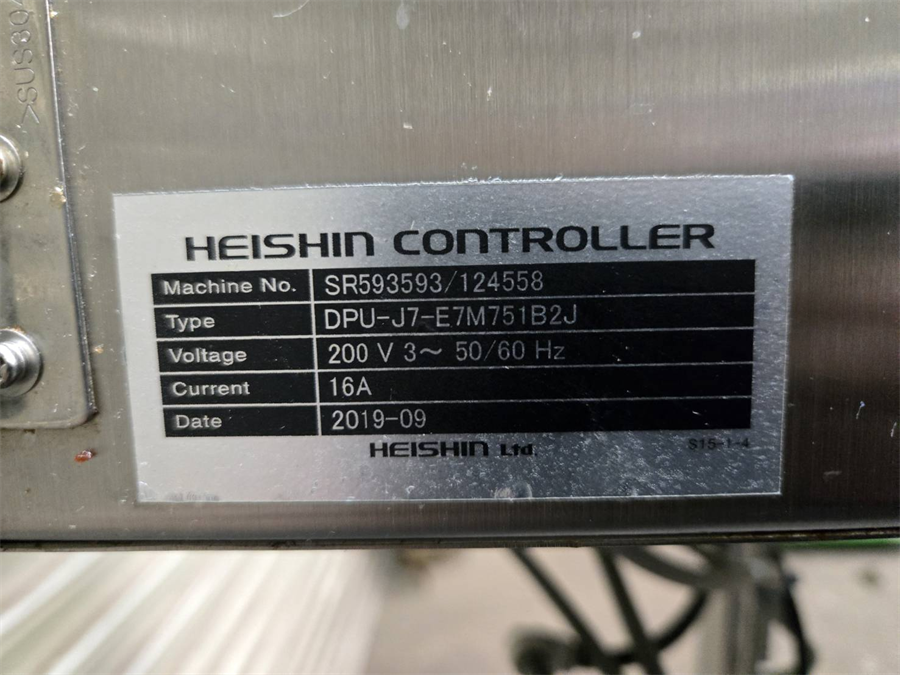 >SUS304
HEISHIN CONTROLLER
Machine No. SR593593/124558
Type DPU-J7-E7M751B2J
Voltage 200 V 3～ 50/60 Hz
Current 16A
Date 2019-09
HEISHIN Ltd.
S15-1-4